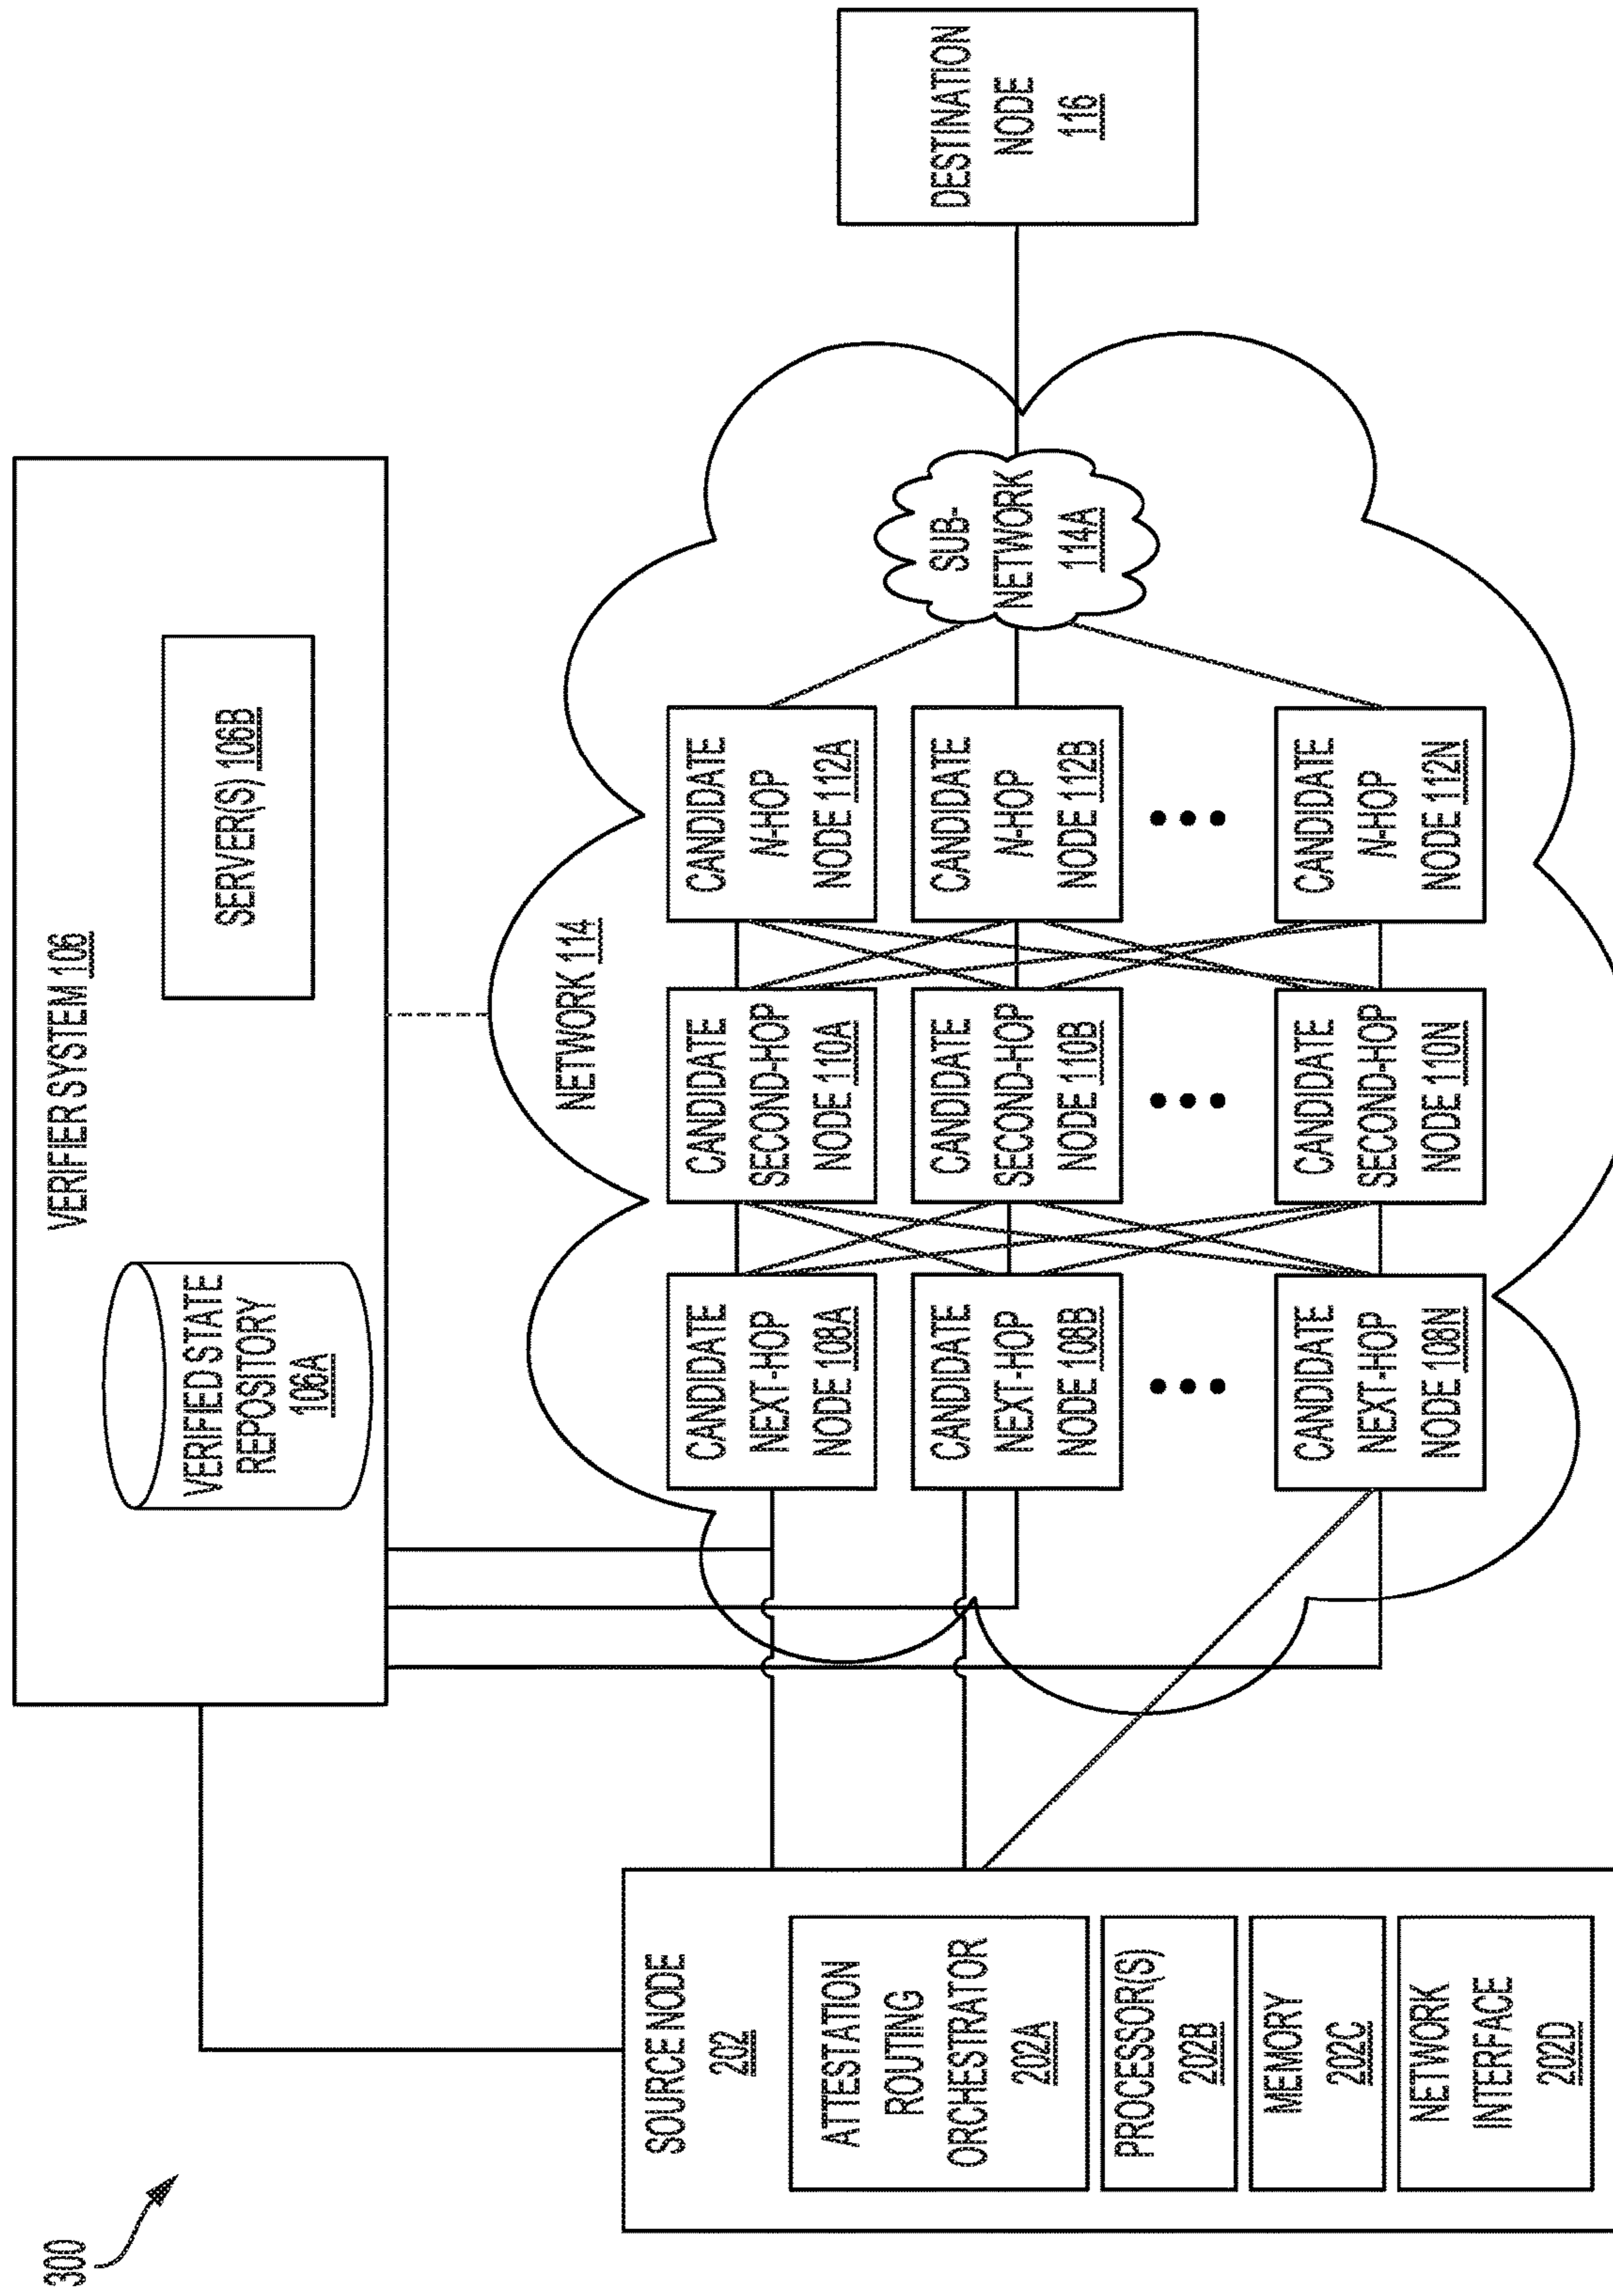 300
VERIFIER SYSTEM 106
VERIFIED STATE
REPOSITORY
106A
SERVER(S) 106B
SOURCE NODE
202
ATTESTATION
ROUTING
ORCHESTRATOR
202A
PROCESSOR(S)
202B
MEMORY
202C
NETWORK
INTERFACE
202D
NETWORK 114
CANDIDATE
NEXT-HOP
NODE 108A
CANDIDATE
SECOND-HOP
NODE 110A
CANDIDATE
N-HOP
NODE 112A
CANDIDATE
NEXT-HOP
NODE 108B
CANDIDATE
SECOND-HOP
NODE 110B
CANDIDATE
N-HOP
NODE 112B
CANDIDATE
NEXT-HOP
NODE 108N
CANDIDATE
SECOND-HOP
NODE 110N
CANDIDATE
N-HOP
NODE 112N
SUB-
NETWORK
114A
DESTINATION
NODE
116